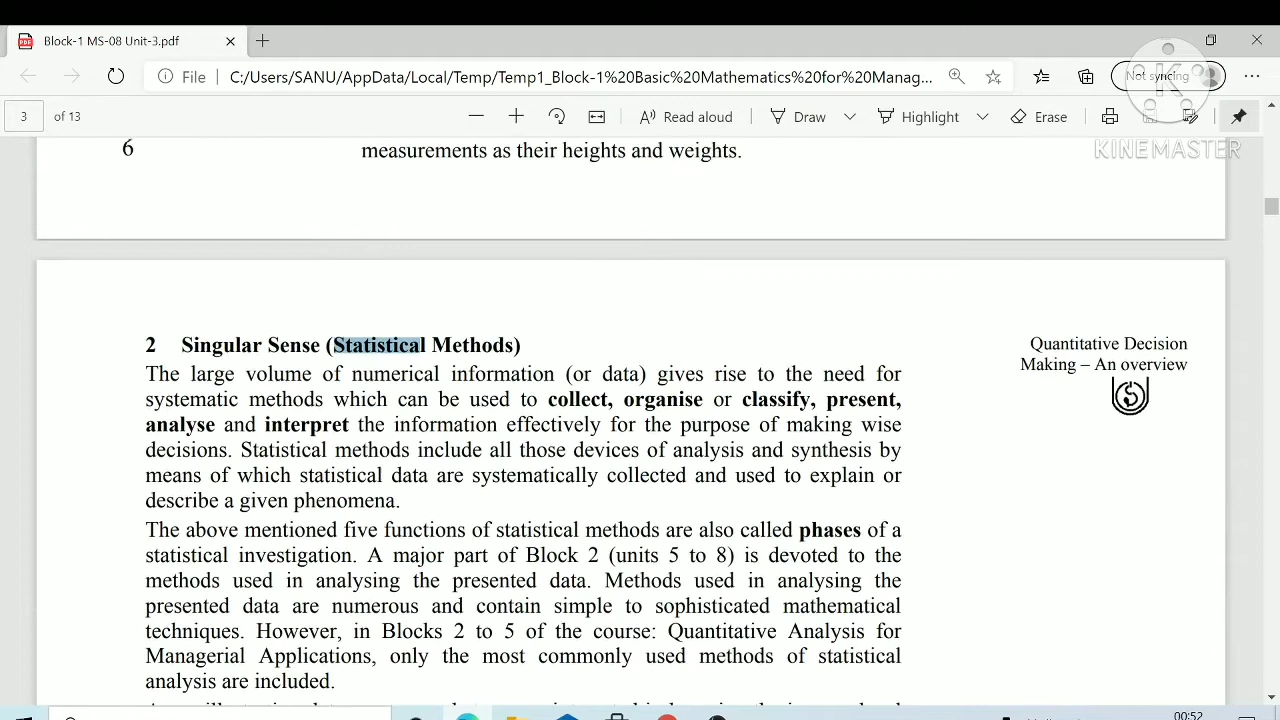 Block-1 MS-08 Unit-3.pdf
File
C:/Users/SANU/AppData/Local/Temp/Temp1_Block-1%20Basic%20Mathematics%20for%20Manag...
Not syncing
3 of 13
Read aloud
Draw
Highlight
Erase
KINEMASTER
6
measurements as their heights and weights.
2 Singular Sense (Statistical Methods)
The large volume of numerical information (or data) gives rise to the need for
systematic methods which can be used to collect, organise or classify, present,
analyse and interpret the information effectively for the purpose of making wise
decisions. Statistical methods include all those devices of analysis and synthesis by
means of which statistical data are systematically collected and used to explain or
describe a given phenomena.
The above mentioned five functions of statistical methods are also called phases of a
statistical investigation. A major part of Block 2 (units 5 to 8) is devoted to the
methods used in analysing the presented data. Methods used in analysing the
presented data are numerous and contain simple to sophisticated mathematical
techniques. However, in Blocks 2 to 5 of the course: Quantitative Analysis for
Managerial Applications, only the most commonly used methods of statistical
analysis are included.
Quantitative Decision
Making – An overview
00:52